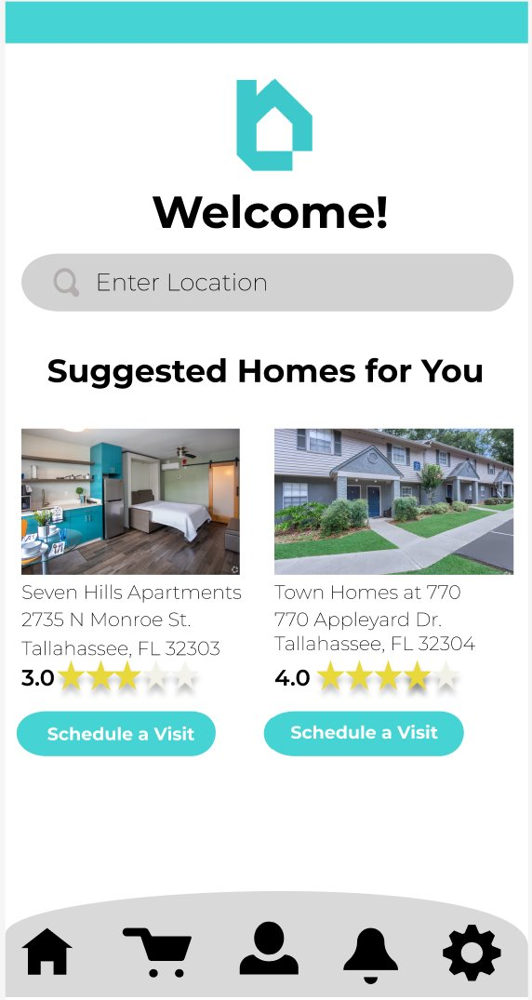 Welcome!
Enter Location
Suggested Homes for You
Seven Hills Apartments
2735 N Monroe St.
Tallahassee, FL 32303
3.0
Schedule a Visit
Town Homes at 770
770 Appleyard Dr.
Tallahassee, FL 32304
4.0
Schedule a Visit